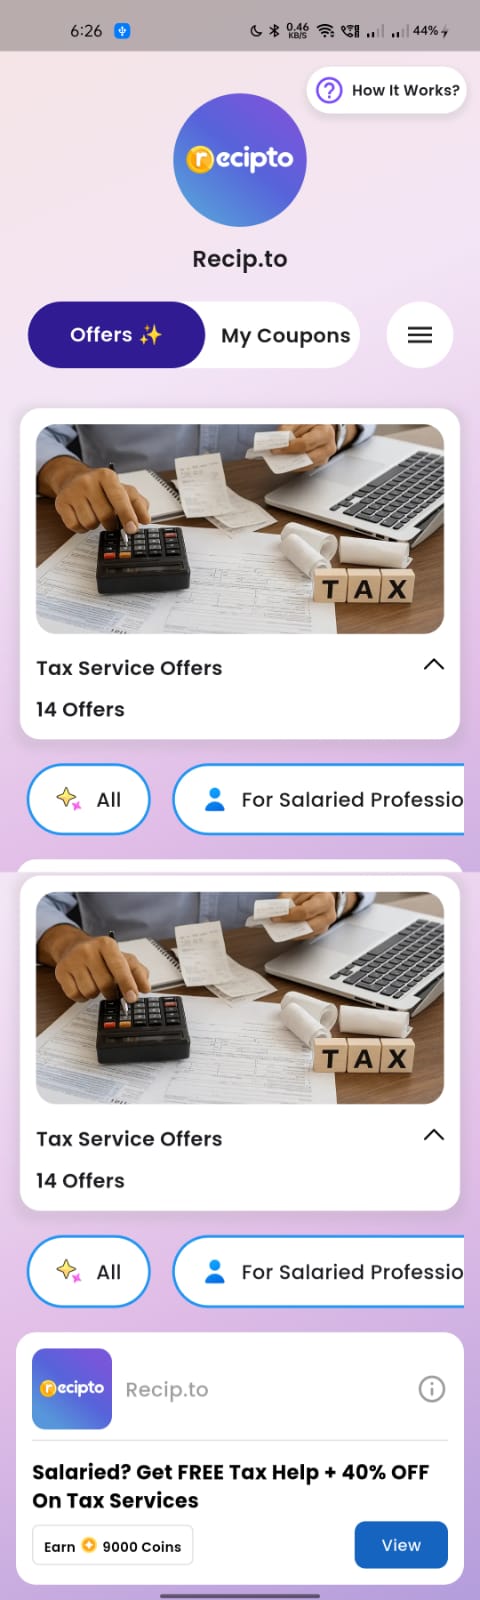 6:26
0.46
KB/S
44%
How It Works?
recipto
Recip.to
Offers
My Coupons
TAX
Tax Service Offers
14 Offers
All
For Salaried Professio
TAX
Tax Service Offers
14 Offers
All
For Salaried Professio
recipto
Recip.to
Salaried? Get FREE Tax Help + 40% OFF
On Tax Services
Earn 9000 Coins
View